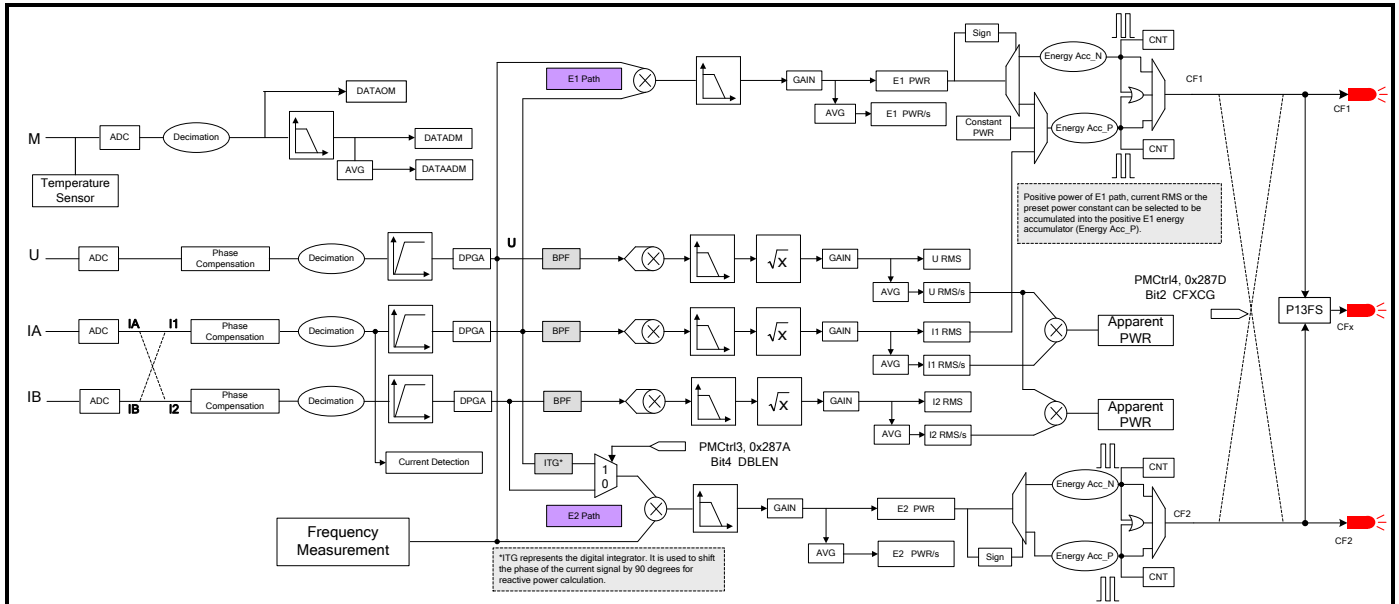 Sign
CNT
Energy Acc_N
E1 Path
GAIN
E1 PWR
CF1
CF1
DATAOM
AVG
E1 PWR/s
Constant
PWR
Energy Acc_P
M
ADC
Decimation
DATADM
AVG
DATAADM
CNT
Temperature
Sensor
Positive power of E1 path, current RMS or the
preset power constant can be selected to be
accumulated into the positive E1 energy
accumulator (Energy Acc_P).
U
ADC
Phase
Compensation
Decimation
DPGA
U
BPF
√x
GAIN
U RMS
AVG
U RMS/s
PMCtrl4, 0x287D
Bit2 CFXCG
P13FS
CFx
IA
ADC
IA
I1
Phase
Compensation
Decimation
DPGA
BPF
√x
GAIN
I1 RMS
AVG
I1 RMS/s
Apparent
PWR
IB
ADC
IB
I2
Phase
Compensation
Decimation
DPGA
BPF
√x
GAIN
I2 RMS
AVG
I2 RMS/s
Apparent
PWR
Current Detection
ITG*
1
0
PMCtrl3, 0x287A
Bit4 DBLEN
CNT
Energy Acc_N
E2 Path
GAIN
E2 PWR
CF2
CF2
Frequency
Measurement
AVG
E2 PWR/s
Sign
Energy Acc_P
CNT
*ITG represents the digital integrator. It is used to shift
the phase of the current signal by 90 degrees for
reactive power calculation.